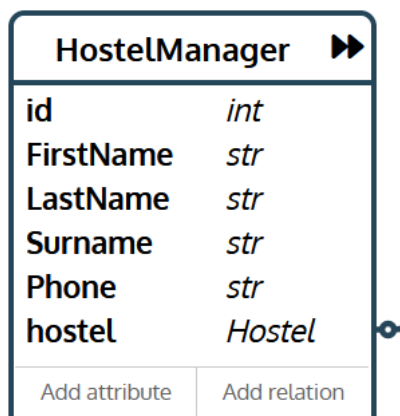 HostelManager
id int
FirstName str
LastName str
Surname str
Phone str
hostel Hostel
Add attribute Add relation